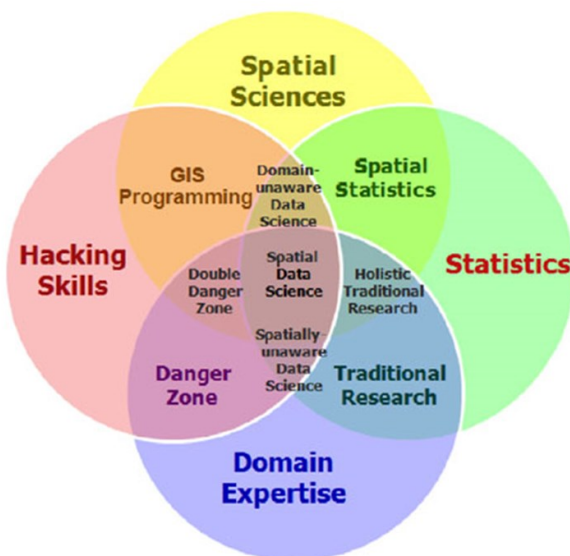 Spatial
Sciences
GIS
Programming
Domain-
unaware
Data
Science
Spatial
Statistics
Hacking
Skills
Statistics
Double
Danger
Zone
Spatial
Data
Science
Holistic
Traditional
Research
Spatially-
unaware
Data
Science
Danger
Zone
Traditional
Research
Domain
Expertise